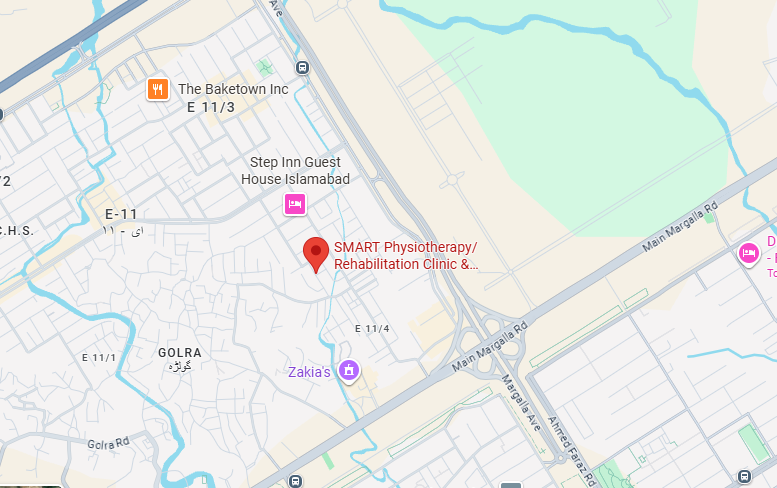 Ave
The Baketown Inc
E 11/3
Step Inn Guest
House Islamabad
/2
E-11
ای - ۱۱
C.H.S.
Main Margalla Rd
SMART Physiotherapy/
Rehabilitation Clinic &...
D
- E
To
E 11/4
Main Margalla Rd
E 11/1
GOLRA
گولڑہ
Zakia's
Margalla Ave
Ahmed Faraz Rd
Golra Rd